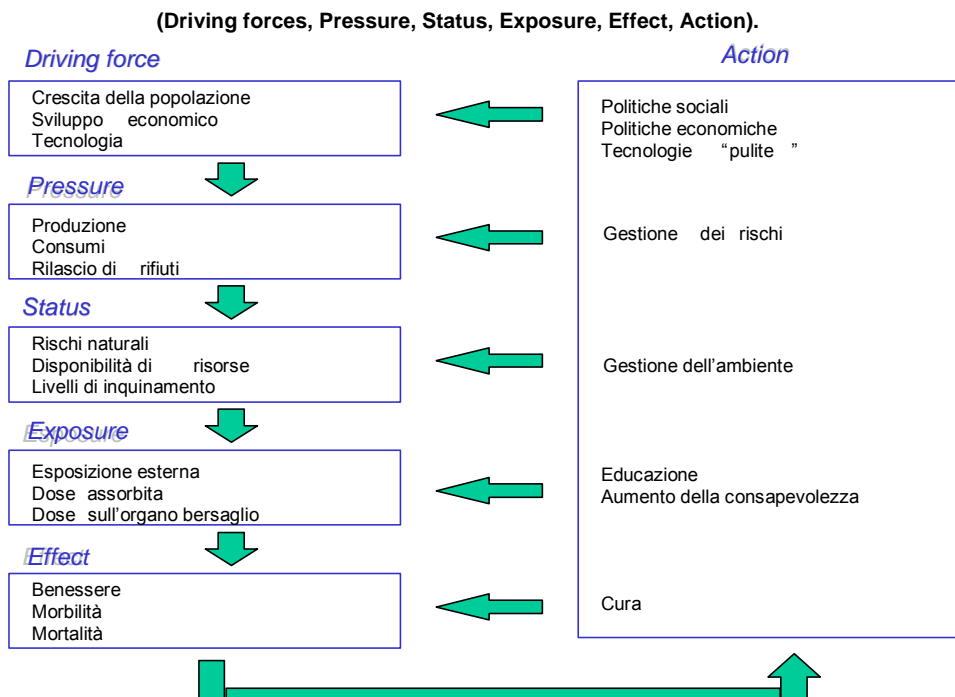 (Driving forces, Pressure, Status, Exposure, Effect, Action).
Driving force
Crescita della popolazione
Sviluppo economico
Tecnologia
Pressure
Produzione
Consumi
Rilascio di rifiuti
Status
Rischi naturali
Disponibilità di risorse
Livelli di inquinamento
Exposure
Esposizione esterna
Dose assorbita
Dose sull'organo bersaglio
Effect
Benessere
Morbilità
Mortalità
Action
Politiche sociali
Politiche economiche
Tecnologie “pulite ”
Gestione dei rischi
Gestione dell'ambiente
Educazione
Aumento della consapevolezza
Cura